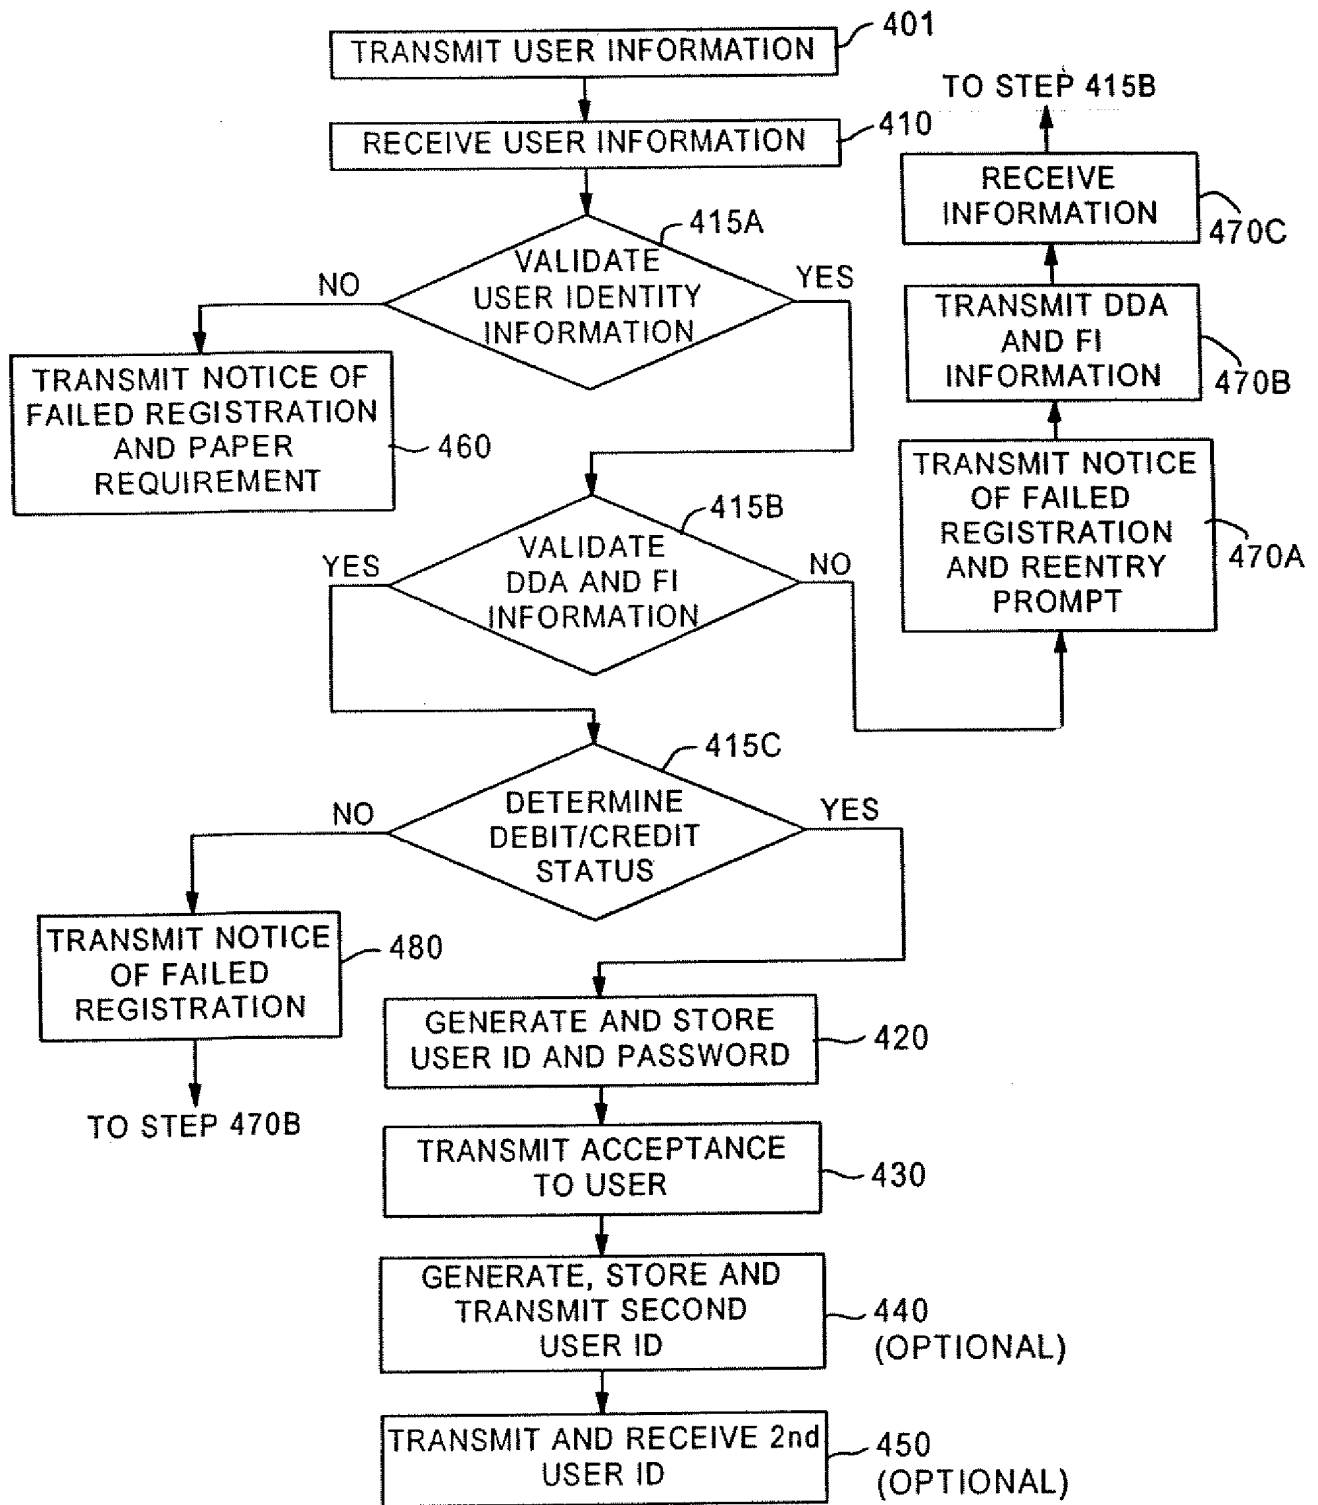 TRANSMIT USER INFORMATION
401
RECEIVE USER INFORMATION
410
415A
VALIDATE
USER IDENTITY
INFORMATION
NO
YES
TRANSMIT NOTICE OF
FAILED REGISTRATION
AND PAPER
REQUIREMENT
460
415B
VALIDATE
DDA AND FI
INFORMATION
YES
NO
TO STEP 415B
RECEIVE
INFORMATION
470C
TRANSMIT DDA
AND FI
INFORMATION
470B
TRANSMIT NOTICE
OF FAILED
REGISTRATION
AND REENTRY
PROMPT
470A
415C
DETERMINE
DEBIT/CREDIT
STATUS
NO
YES
TRANSMIT NOTICE
OF FAILED
REGISTRATION
480
TO STEP 470B
GENERATE AND STORE
USER ID AND PASSWORD
420
TRANSMIT ACCEPTANCE
TO USER
430
GENERATE, STORE AND
TRANSMIT SECOND
USER ID
440
(OPTIONAL)
TRANSMIT AND RECEIVE 2nd
USER ID
450
(OPTIONAL)